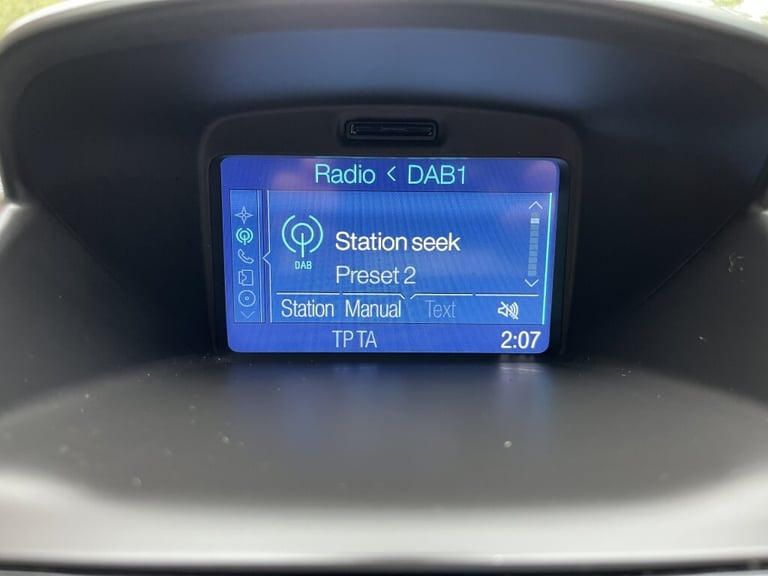 Radio < DAB1
Station seek
DAB
Preset 2
Station Manual Text
TP TA 2:07